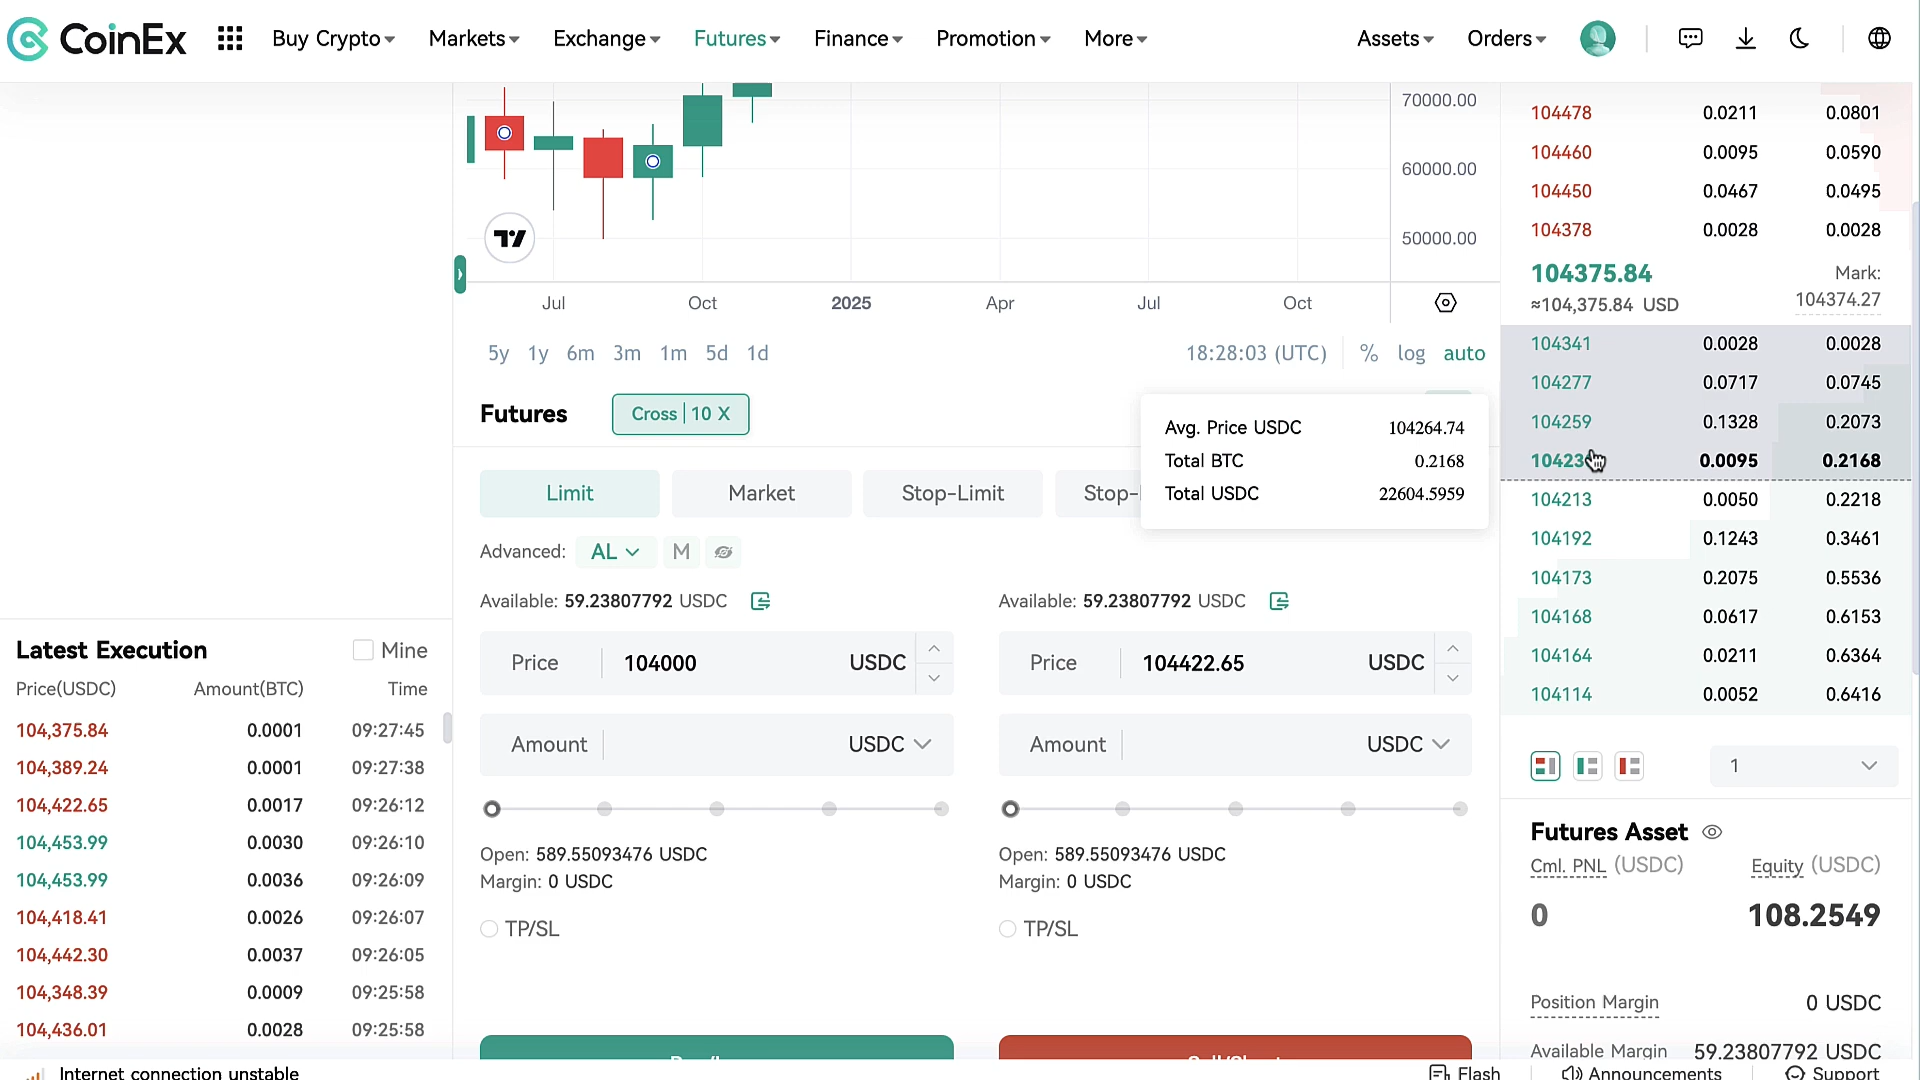 CoinEx Buy Crypto Markets Exchange Futures Finance Promotion More Assets Orders
70000.00
60000.00
50000.00
Jul Oct 2025 Apr Jul Oct
5y 1y 6m 3m 1m 5d 1d 18:28:03 (UTC) % log auto
Futures Cross 10 X
Avg. Price USDC 104264.74
Total BTC 0.2168
Total USDC 22604.5959
Limit Market Stop-Limit Stop-
Advanced: AL M
Available: 59.23807792 USDC
Price 104000 USDC
Amount USDC
Open: 589.55093476 USDC
Margin: 0 USDC
TP/SL
Available: 59.23807792 USDC
Price 104422.65 USDC
Amount USDC
Open: 589.55093476 USDC
Margin: 0 USDC
TP/SL
Latest Execution Mine
Price(USDC) Amount(BTC) Time
104,375.84 0.0001 09:27:45
104,389.24 0.0001 09:27:38
104,422.65 0.0017 09:26:12
104,453.99 0.0030 09:26:10
104,453.99 0.0036 09:26:09
104,418.41 0.0026 09:26:07
104,442.30 0.0037 09:26:05
104,348.39 0.0009 09:25:58
104,436.01 0.0028 09:25:58
104478 0.0211 0.0801
104460 0.0095 0.0590
104450 0.0467 0.0495
104378 0.0028 0.0028
104375.84 Mark:
≈104,375.84 USD 104374.27
104341 0.0028 0.0028
104277 0.0717 0.0745
104259 0.1328 0.2073
10423 0.0095 0.2168
104213 0.0050 0.2218
104192 0.1243 0.3461
104173 0.2075 0.5536
104168 0.0617 0.6153
104164 0.0211 0.6364
104114 0.0052 0.6416
1
Futures Asset
Cml. PNL (USDC) Equity (USDC)
0 108.2549
Position Margin 0 USDC
Available Margin 59.23807792 USDC
Internet connection unstable Flash Announcements Support